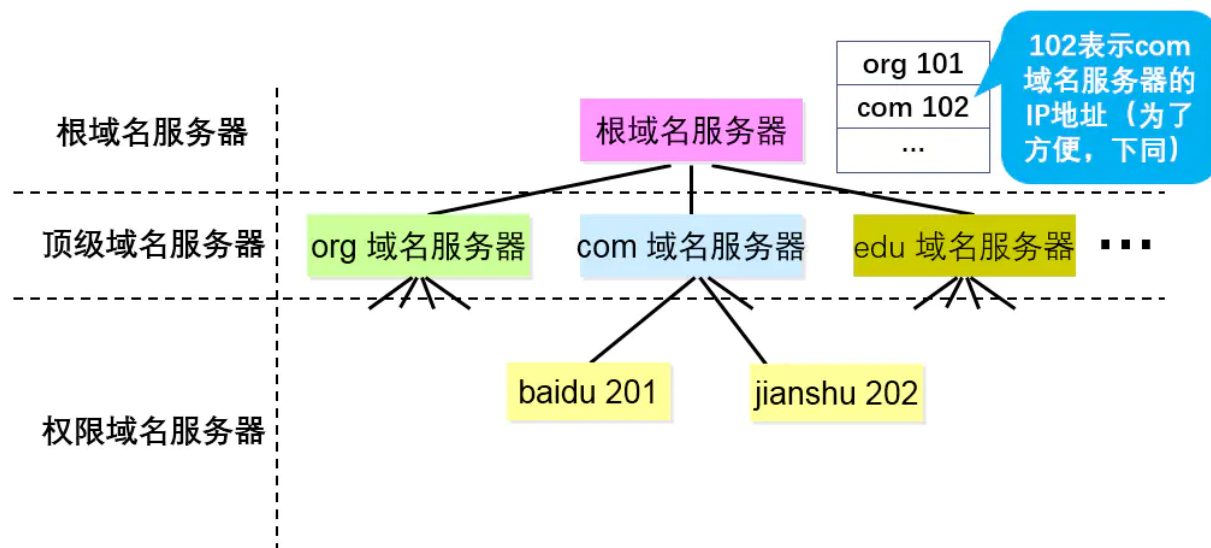 org 101
com 102
...
102表示com
域名服务器的
IP地址（为了
方便，下同）
根域名服务器
根域名服务器
顶级域名服务器
org 域名服务器
com 域名服务器
edu 域名服务器
...
权限域名服务器
baidu 201
jianshu 202